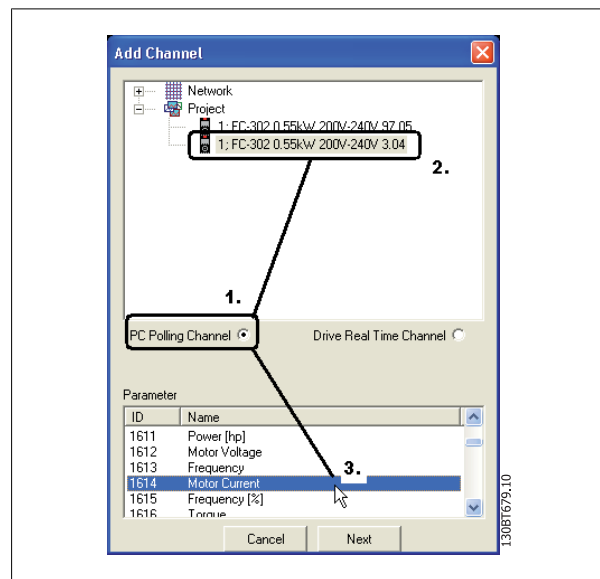 Add Channel
Network
Project
1; FC-302 0.55kW 200V-240V 97.05
1; FC-302 0.55kW 200V-240V 3.04
2.
1.
PC Polling Channel
Drive Real Time Channel
Parameter
ID Name
1611 Power [hp]
1612 Motor Voltage
1613 Frequency
3.
1614 Motor Current
1615 Frequency [%]
1616 Torque
Cancel Next
130BT679.10